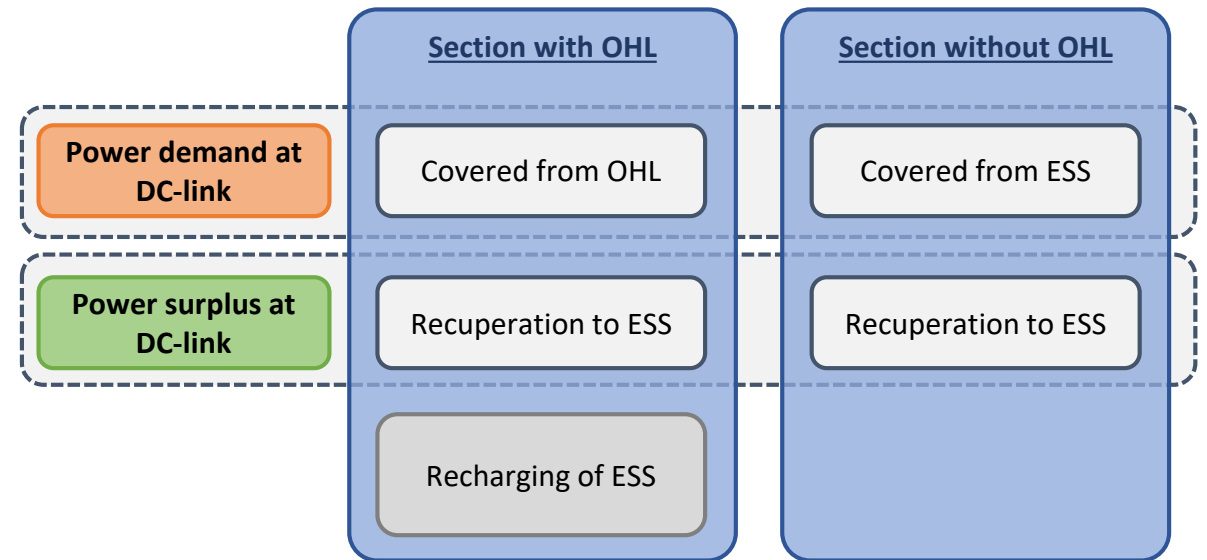 Section with OHL
Section without OHL
Power demand at
DC-link
Covered from OHL
Covered from ESS
Power surplus at
DC-link
Recuperation to ESS
Recuperation to ESS
Recharging of ESS